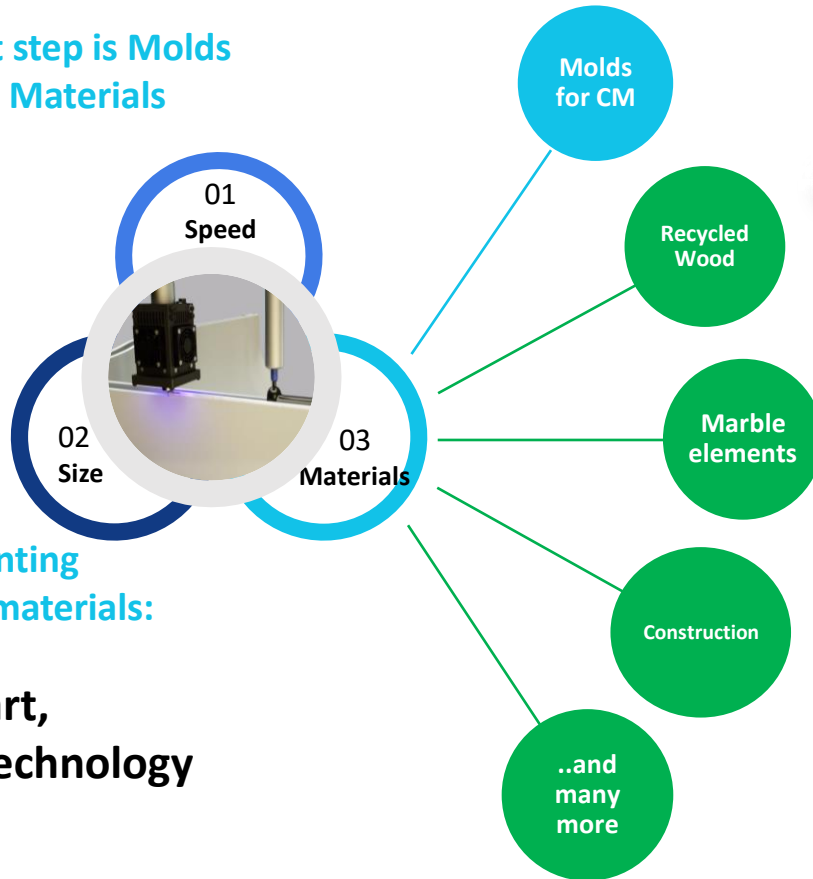 t step is Molds
Materials
Molds
for CM
01
Speed
Recycled
Wood
02
Size
03
Materials
Marble
elements
nting
materials:
Construction
art,
echnology
..and
many
more